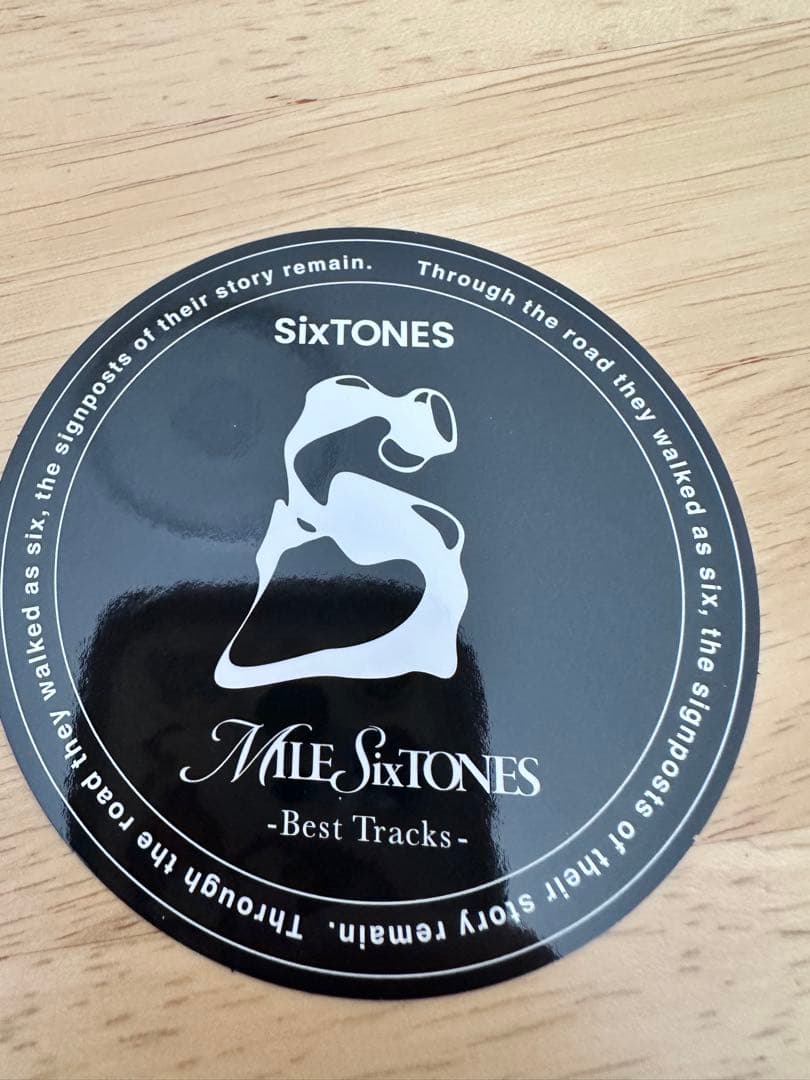 Through the road they walked as six, the signposts of their story remain.
Through the road they walked as six, the signposts of their story remain.
SixTONES
MILE SixTONES
-Best Tracks-